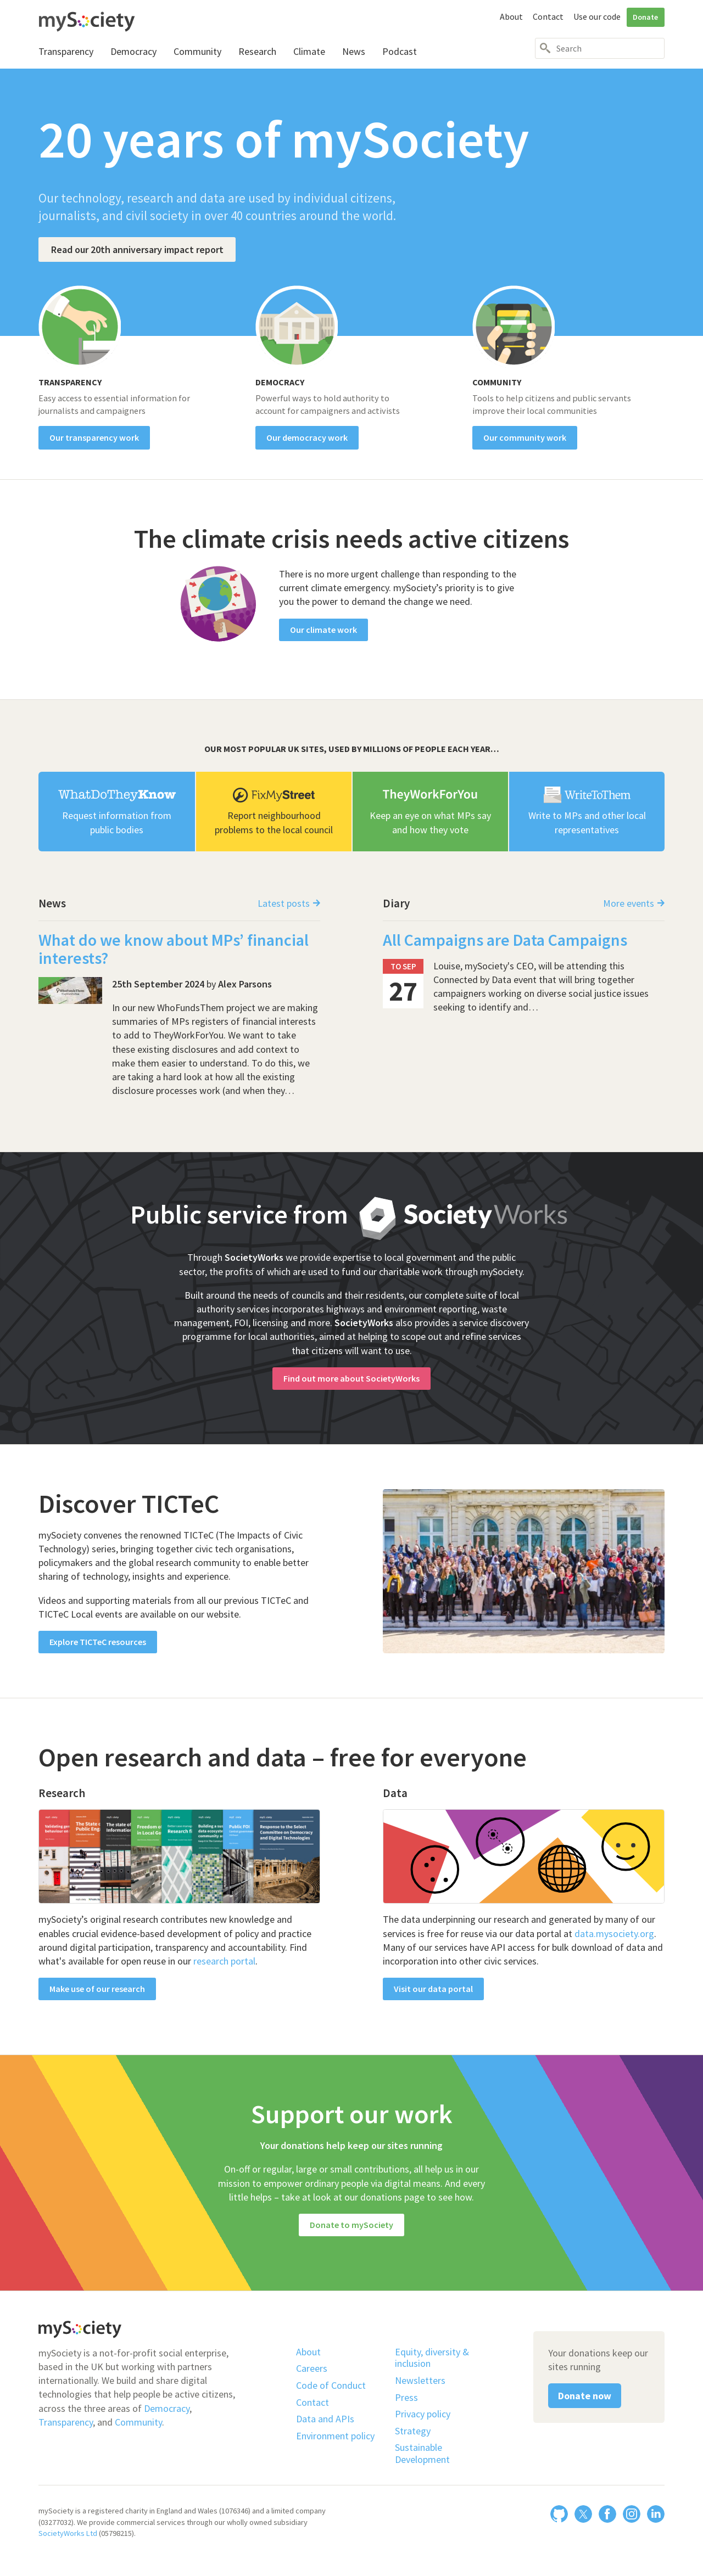 mySociety
About Contact Use our code Donate
Transparency Democracy Community Research Climate News Podcast
Search
20 years of mySociety
Our technology, research and data are used by individual citizens,
journalists, and civil society in over 40 countries around the world.
Read our 20th anniversary impact report
TRANSPARENCY
Easy access to essential information for
journalists and campaigners
Our transparency work
DEMOCRACY
Powerful ways to hold authority to
account for campaigners and activists
Our democracy work
COMMUNITY
Tools to help citizens and public servants
improve their local communities
Our community work
The climate crisis needs active citizens
There is no more urgent challenge than responding to the
current climate emergency. mySociety's priority is to give
you the power to demand the change we need.
Our climate work
OUR MOST POPULAR UK SITES, USED BY MILLIONS OF PEOPLE EACH YEAR…
WhatDoTheyKnow
Request information from
public bodies
FixMyStreet
Report neighbourhood
problems to the local council
TheyWorkForYou
Keep an eye on what MPs say
and how they vote
WriteToThem
Write to MPs and other local
representatives
News
Latest posts →
What do we know about MPs’ financial
interests?
25th September 2024 by Alex Parsons
In our new WhoFundsThem project we are making
summaries of MPs registers of financial interests
to add to TheyWorkForYou. We want to take
these existing disclosures and add context to
make them easier to understand. To do this, we
are taking a hard look at how all the existing
disclosure processes work (and when they…
Diary
More events →
All Campaigns are Data Campaigns
TO SEP
27
Louise, mySociety's CEO, will be attending this
Connected by Data event that will bring together
campaigners working on diverse social justice issues
seeking to identify and…
Public service from SocietyWorks
Through SocietyWorks we provide expertise to local government and the public
sector, the profits of which are used to fund our charitable work through mySociety.
Built around the needs of councils and their residents, our complete suite of local
authority services incorporates highways and environment reporting, waste
management, FOI, licensing and more. SocietyWorks also provides a service discovery
programme for local authorities, aimed at helping to scope out and refine services
that citizens will want to use.
Find out more about SocietyWorks
Discover TICTeC
mySociety convenes the renowned TICTeC (The Impacts of Civic
Technology) series, bringing together civic tech organisations,
policymakers and the global research community to enable better
sharing of technology, insights and experience.
Videos and supporting materials from all our previous TICTeC and
TICTeC Local events are available on our website.
Explore TICTeC resources
Open research and data – free for everyone
Research
Response to the Select
Committee on Democracy
and Digital Technologies
mySociety's original research contributes new knowledge and
enables crucial evidence-based development of policy and practice
around digital participation, transparency and accountability. Find
what's available for open reuse in our research portal.
Make use of our research
Data
The data underpinning our research and generated by many of our
services is free for reuse via our data portal at data.mysociety.org.
Many of our services have API access for bulk download of data and
incorporation into other civic services.
Visit our data portal
Support our work
Your donations help keep our sites running
On-off or regular, large or small contributions, all help us in our
mission to empower ordinary people via digital means. And every
little helps – take at look at our donations page to see how.
Donate to mySociety
mySociety
mySociety is a not-for-profit social enterprise,
based in the UK but working with partners
internationally. We build and share digital
technologies that help people be active citizens,
across the three areas of Democracy,
Transparency, and Community.
About
Careers
Code of Conduct
Contact
Data and APIs
Environment policy
Equity, diversity &
inclusion
Newsletters
Press
Privacy policy
Strategy
Sustainable
Development
Your donations keep our
sites running
Donate now
mySociety is a registered charity in England and Wales (1076346) and a limited company
(03277032). We provide commercial services through our wholly owned subsidiary
SocietyWorks Ltd (05798215).